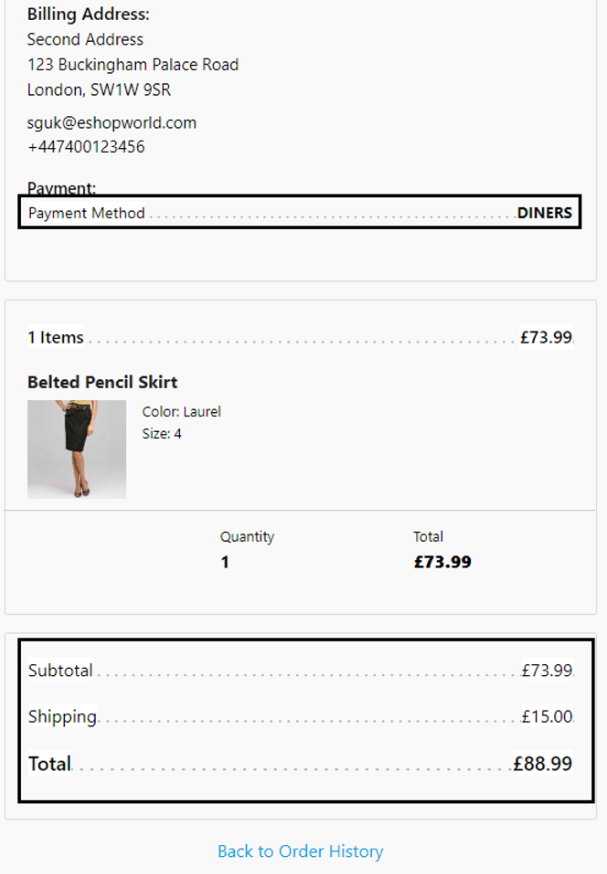 Billing Address:
Second Address
123 Buckingham Palace Road
London, SW1W 9SR
sguk@eshopworld.com
+447400123456
Payment:
Payment Method DINERS
1 Items £73.99
Belted Pencil Skirt
Color: Laurel
Size: 4
Quantity Total
1 £73.99
Subtotal £73.99
Shipping £15.00
Total £88.99
Back to Order History